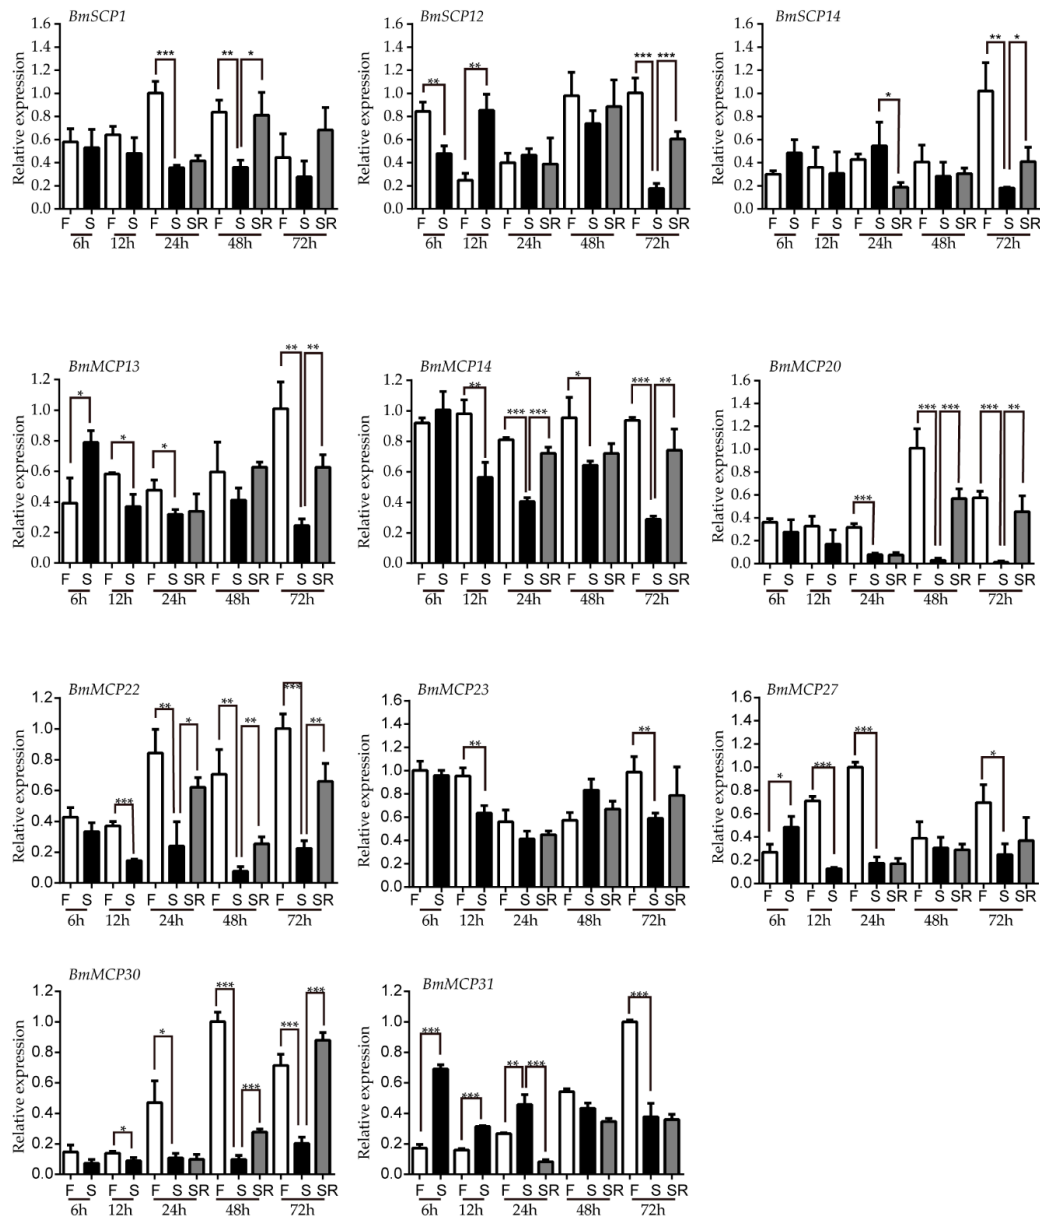 BmSCP1
Relative expression
1.6
1.4
1.2
1.0
0.8
0.6
0.4
0.2
0.0
*** ** *
F S F S F S SR F S SR F S SR
6h 12h 24h 48h 72h
BmSCP12
Relative expression
1.6
1.4
1.2
1.0
0.8
0.6
0.4
0.2
0.0
** ** *** ***
F S F S F S SR F S SR F S SR
6h 12h 24h 48h 72h
BmSCP14
Relative expression
1.6
1.4
1.2
1.0
0.8
0.6
0.4
0.2
0.0
* ** *
F S F S F S SR F S SR F S SR
6h 12h 24h 48h 72h
BmMCP13
Relative expression
1.2
1.0
0.8
0.6
0.4
0.2
0.0
* * * ** **
F S F S F S SR F S SR F S SR
6h 12h 24h 48h 72h
BmMCP14
Relative expression
1.2
1.0
0.8
0.6
0.4
0.2
0.0
** *** *** * *** **
F S F S F S SR F S SR F S SR
6h 12h 24h 48h 72h
BmMCP20
Relative expression
1.6
1.4
1.2
1.0
0.8
0.6
0.4
0.2
0.0
*** *** *** *** **
F S F S F S SR F S SR F S SR
6h 12h 24h 48h 72h
BmMCP22
Relative expression
1.2
1.0
0.8
0.6
0.4
0.2
0.0
*** ** * ** ** *** **
F S F S F S SR F S SR F S SR
6h 12h 24h 48h 72h
BmMCP23
Relative expression
1.6
1.4
1.2
1.0
0.8
0.6
0.4
0.2
0.0
** **
F S F S F S SR F S SR F S SR
6h 12h 24h 48h 72h
BmMCP27
Relative expression
1.6
1.4
1.2
1.0
0.8
0.6
0.4
0.2
0.0
* *** *** *
F S F S F S SR F S SR F S SR
6h 12h 24h 48h 72h
BmMCP30
Relative expression
1.2
1.0
0.8
0.6
0.4
0.2
0.0
* * *** *** *** ***
F S F S F S SR F S SR F S SR
6h 12h 24h 48h 72h
BmMCP31
Relative expression
1.2
1.0
0.8
0.6
0.4
0.2
0.0
*** *** ** *** ***
F S F S F S SR F S SR F S SR
6h 12h 24h 48h 72h